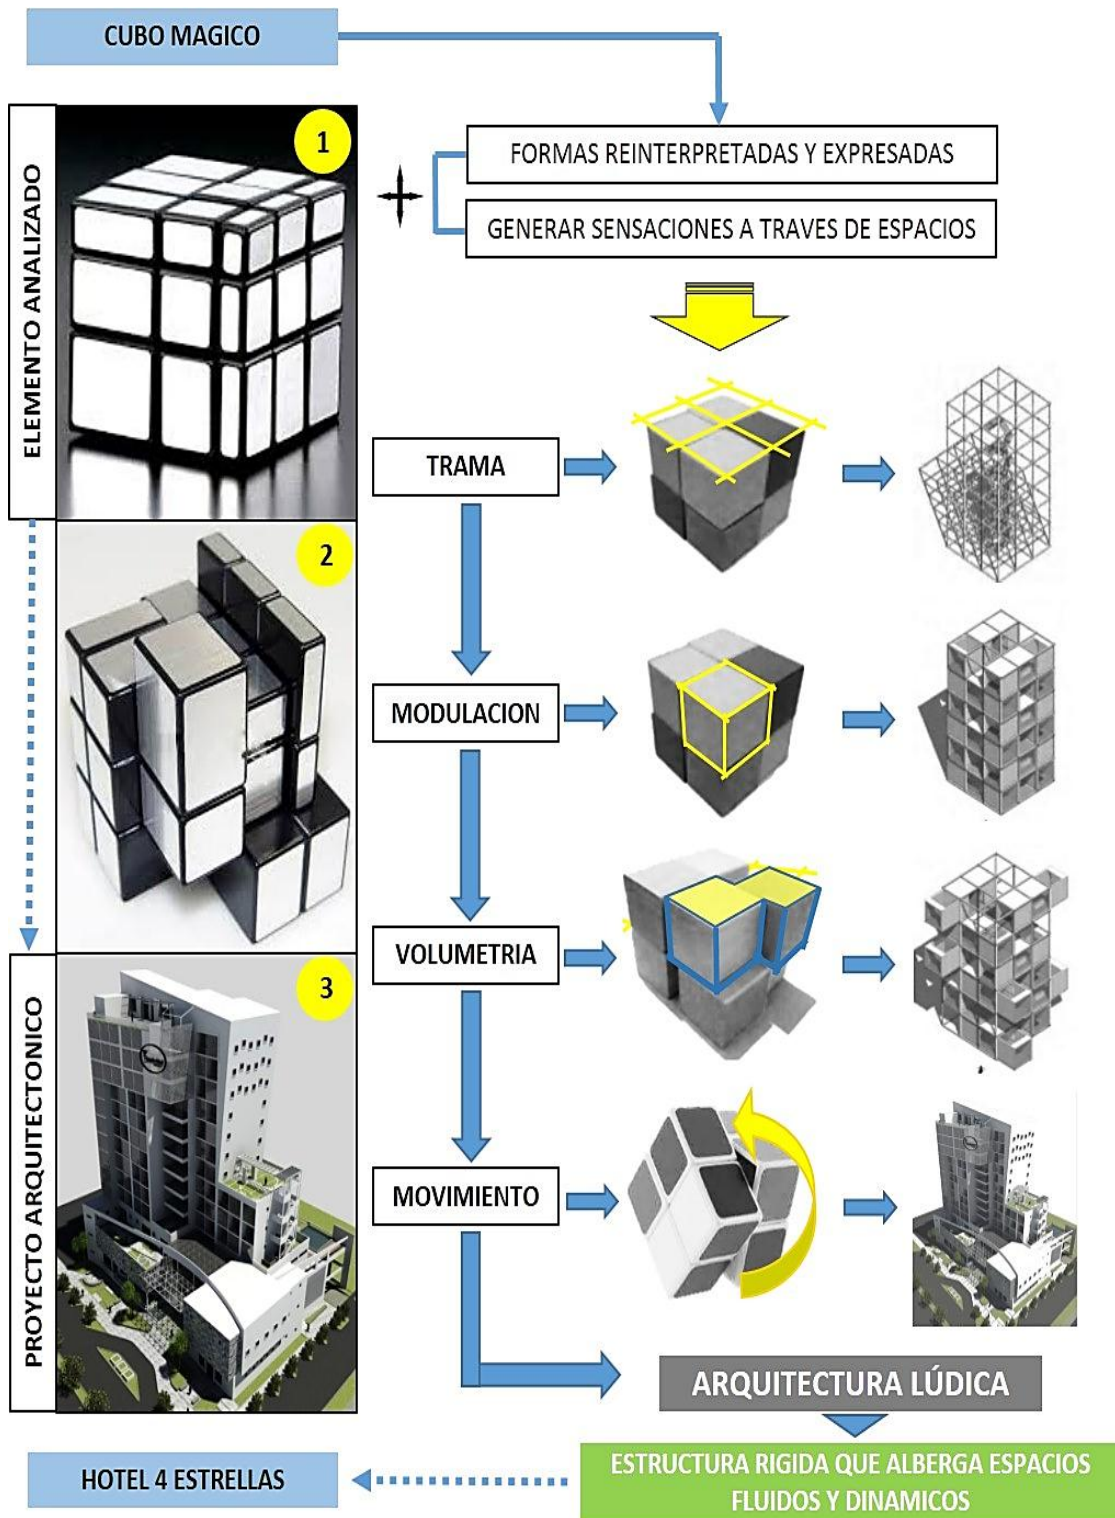 CUBO MAGICO
ELEMENTO ANALIZADO
1
FORMAS REINTERPRETADAS Y EXPRESADAS
GENERAR SENSACIONES A TRAVES DE ESPACIOS
TRAMA
2
MODULACION
VOLUMETRIA
PROYECTO ARQUITECTONICO
3
MOVIMIENTO
ARQUITECTURA LÚDICA
HOTEL 4 ESTRELLAS
ESTRUCTURA RIGIDA QUE ALBERGA ESPACIOS
FLUIDOS Y DINAMICOS